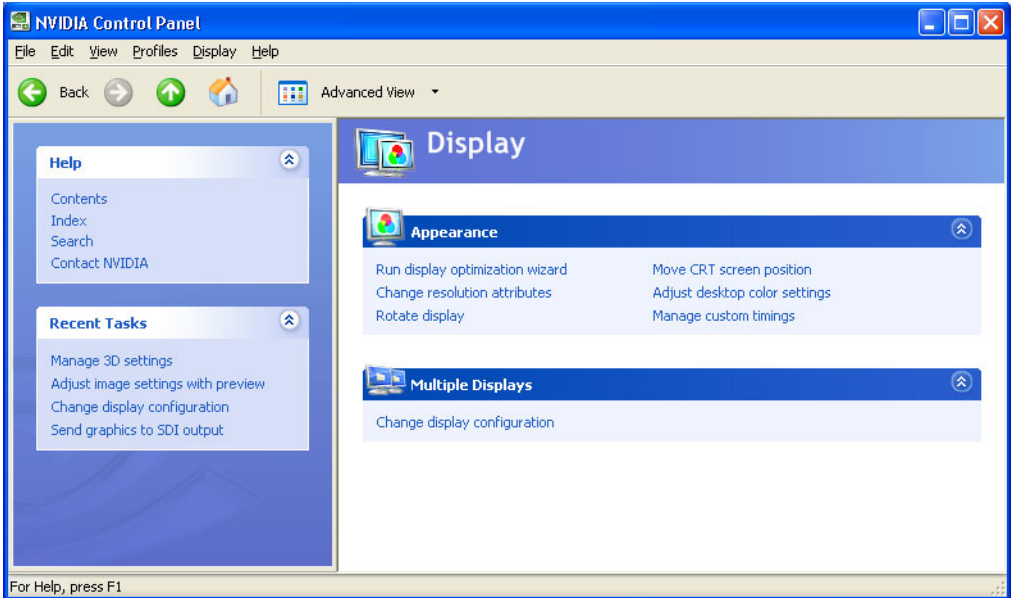 NVIDIA Control Panel
File Edit View Profiles Display Help
Back Advanced View
Help
Contents
Index
Search
Contact NVIDIA
Recent Tasks
Manage 3D settings
Adjust image settings with preview
Change display configuration
Send graphics to SDI output
Display
Appearance
Run display optimization wizard Move CRT screen position
Change resolution attributes Adjust desktop color settings
Rotate display Manage custom timings
Multiple Displays
Change display configuration
For Help, press F1